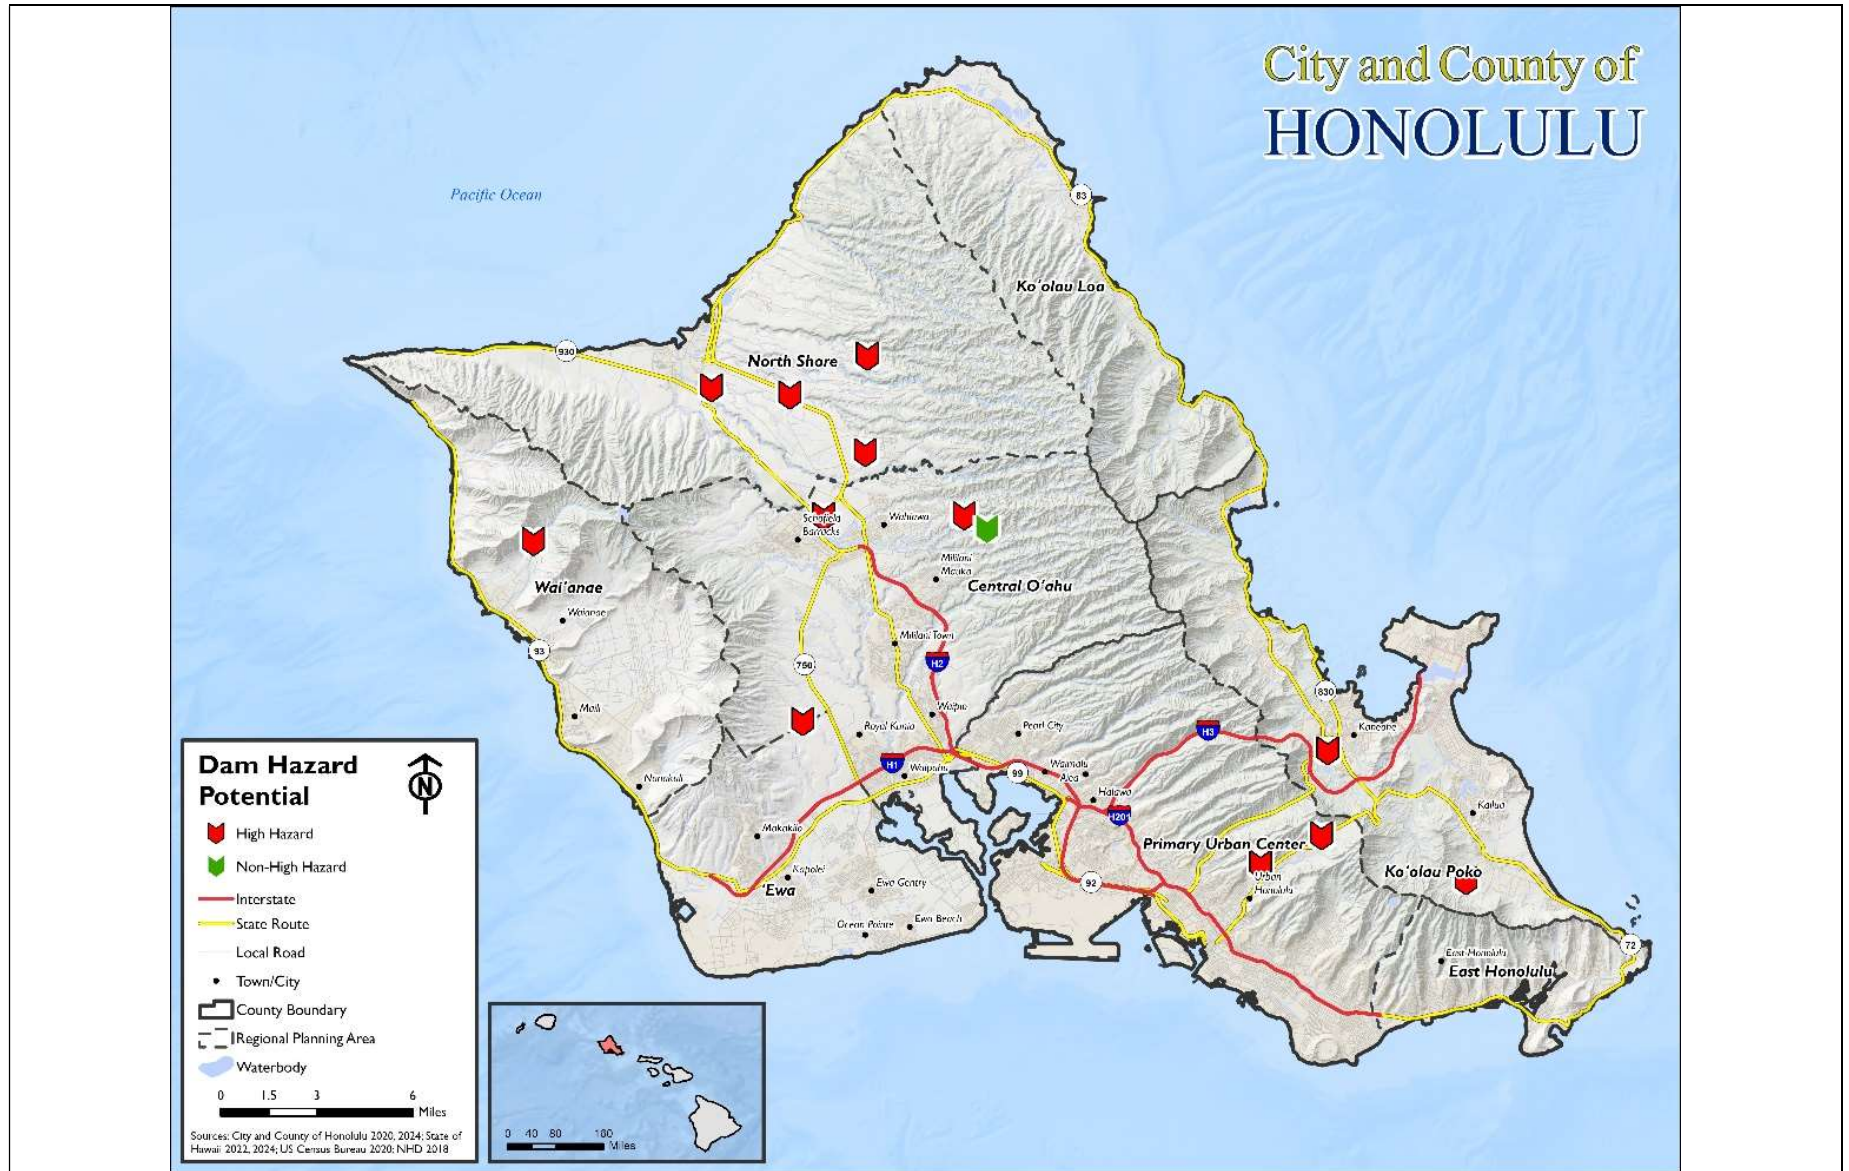 City and County of
HONOLULU
Pacific Ocean
83
Ko'olau Loa
930
North Shore
Schofield
Barracks
Wahiawa
Mililani
Mauka
Wai'anae
Central O'ahu
Waianae
93
Mililani Town
H2
750
830
Maili
Royal Kunia
Waipio
Pearl City
H3
Kaneohe
Nanakuli
H1
Waipahu
99
Waimalu
Aiea
Halawa
H201
Kailua
Makakilo
Primary Urban Center
Kapolei
'Ewa
Ewa Gentry
92
Urban
Honolulu
Ko'olau Poko
Ocean Pointe
Ewa Beach
72
East Honolulu
East Honolulu
Dam Hazard
Potential
N
High Hazard
Non-High Hazard
Interstate
State Route
Local Road
Town/City
County Boundary
Regional Planning Area
Waterbody
0 1.5 3 6
Miles
Sources: City and County of Honolulu 2020, 2024; State of
Hawaii 2022, 2024; US Census Bureau 2020; NHD 2018
0 40 80 160
Miles